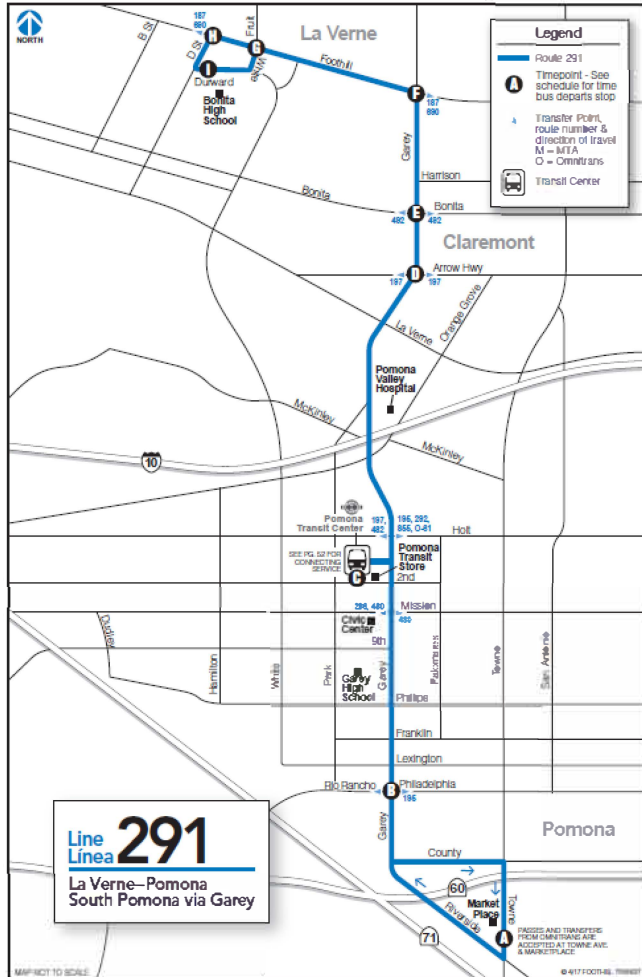 NORTH
B St
D St
187
690
H
Fruit
G
White
I
Durward
Bonita
High
School
La Verne
Foothill
F
187
690
Garey
Harrison
Bonita
E
Bonita
482
482
Claremont
D
Arrow Hwy
197
197
Orange Grove
La Verne
Pomona
Valley
Hospital
McKinley
McKinley
10
Pomona
Transit Center
197,
482
195, 292,
855, O-61
Holt
SEE PG. 52 FOR
CONNECTING
SERVICE
C
Pomona
Transit
Store
2nd
286, 480
Mission
480
Civic
Center
9th
Dudley
Hamilton
White
Park
Garey
Palomares
Towne
San Antonio
Garey
High
School
Phillips
Franklin
Lexington
Rio Rancho
B
Philadelphia
195
Garey
Pomona
County
60
Riverside
Market
Place
Towne
A
71
PASSES AND TRANSFERS
FROM OMNITRANS ARE
ACCEPTED AT TOWNE AVE.
& MARKETPLACE
Line
Línea
291
La Verne–Pomona
South Pomona via Garey
MAP NOT TO SCALE
© 4/17 FOOTHILL TRANSIT
Legend
Route 291
A
Timepoint - See
schedule for time
bus departs stop
Transfer Point,
route number &
direction of travel
M = MTA
O = Omnitrans
Transit Center